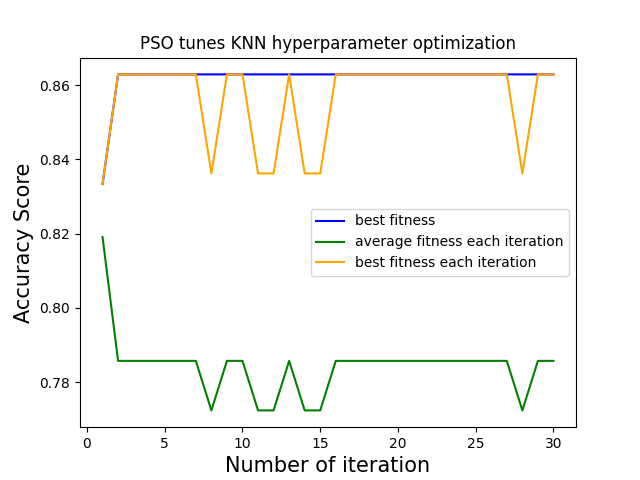 PSO tunes KNN hyperparameter optimization
Accuracy Score
0.86
0.84
0.82
0.80
0.78
best fitness
average fitness each iteration
best fitness each iteration
0 5 10 15 20 25 30
Number of iteration